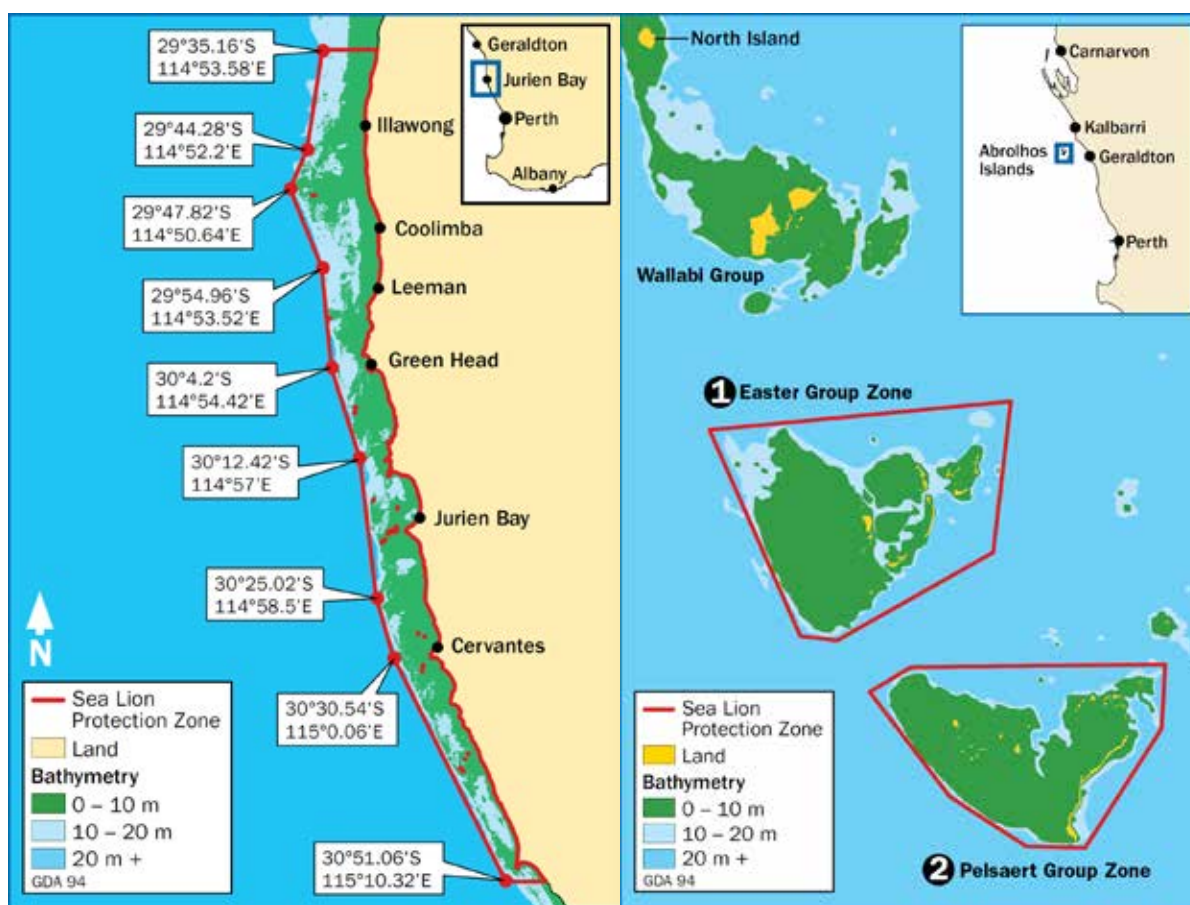 29°35.16'S
114°53.58'E
29°44.28'S
114°52.2'E
29°47.82'S
114°50.64'E
29°54.96'S
114°53.52'E
30°4.2'S
114°54.42'E
30°12.42'S
114°57'E
30°25.02'S
114°58.5'E
30°30.54'S
115°0.06'E
30°51.06'S
115°10.32'E
Illawong
Coolimba
Leeman
Green Head
Jurien Bay
Cervantes
Geraldton
Jurien Bay
Perth
Albany
N
Sea Lion
Protection Zone
Land
Bathymetry
0 – 10 m
10 – 20 m
20 m +
GDA 94
North Island
Wallabi Group
Carnarvon
Kalbarri
Abrolhos
Islands
Geraldton
Perth
1 Easter Group Zone
2 Pelsaert Group Zone
Sea Lion
Protection Zone
Land
Bathymetry
0 – 10 m
10 – 20 m
20 m +
GDA 94